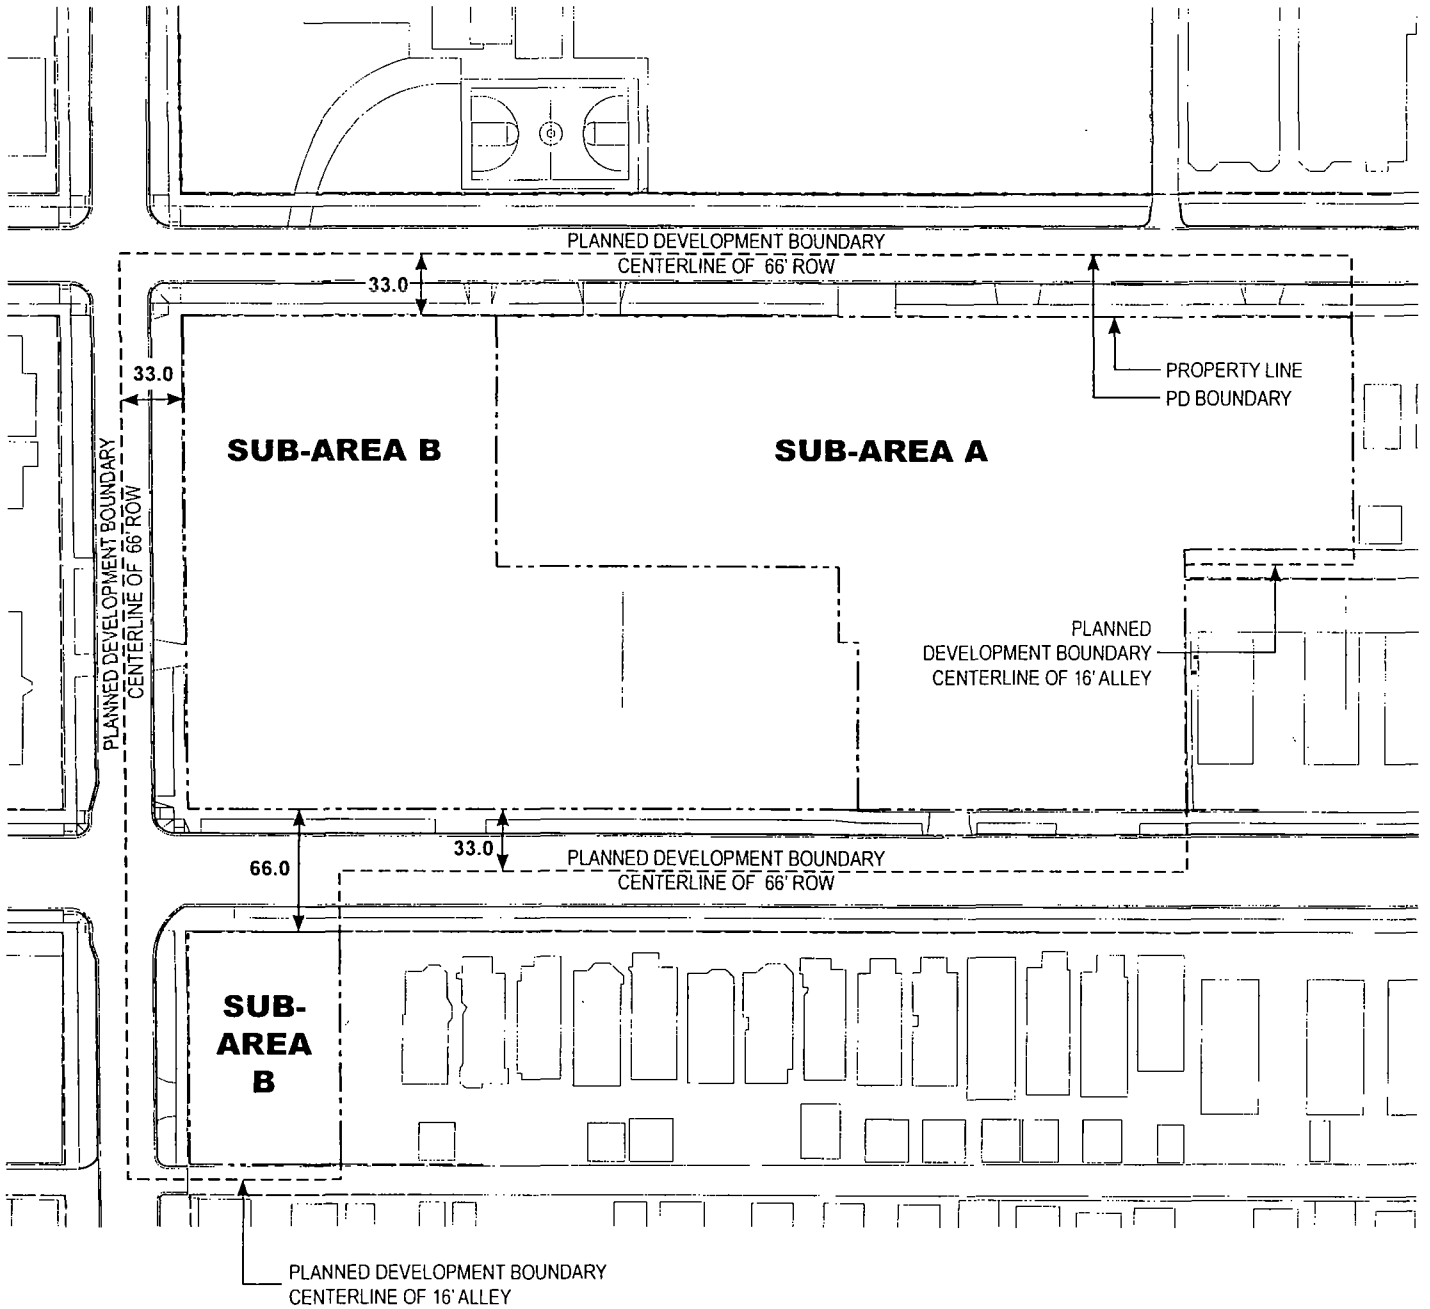 PLANNED DEVELOPMENT BOUNDARY
CENTERLINE OF 66' ROW
33.0
33.0
PROPERTY LINE
PD BOUNDARY
SUB-AREA B
SUB-AREA A
PLANNED DEVELOPMENT BOUNDARY
CENTERLINE OF 66' ROW
PLANNED
DEVELOPMENT BOUNDARY
CENTERLINE OF 16' ALLEY
66.0
33.0
PLANNED DEVELOPMENT BOUNDARY
CENTERLINE OF 66' ROW
SUB-
AREA
B
PLANNED DEVELOPMENT BOUNDARY
CENTERLINE OF 16' ALLEY